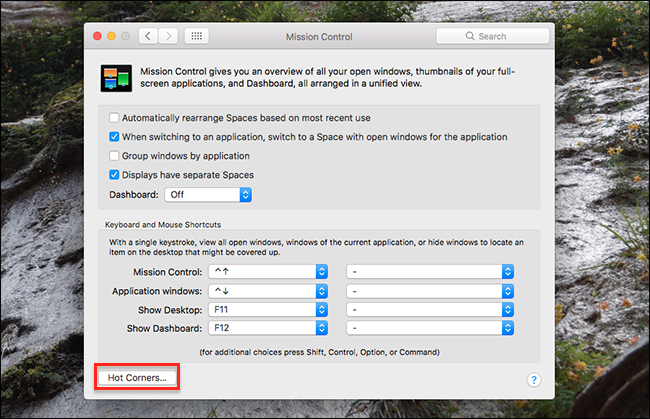 Mission Control
Search
Mission Control gives you an overview of all your open windows, thumbnails of your full-
screen applications, and Dashboard, all arranged in a unified view.
Automatically rearrange Spaces based on most recent use
When switching to an application, switch to a Space with open windows for the application
Group windows by application
Displays have separate Spaces
Dashboard: Off
Keyboard and Mouse Shortcuts
With a single keystroke, view all open windows, windows of the current application, or hide windows to locate an
item on the desktop that might be covered up.
Mission Control: ^↑ -
Application windows: ^↓ -
Show Desktop: F11 -
Show Dashboard: F12 -
(for additional choices press Shift, Control, Option, or Command)
Hot Corners... ?